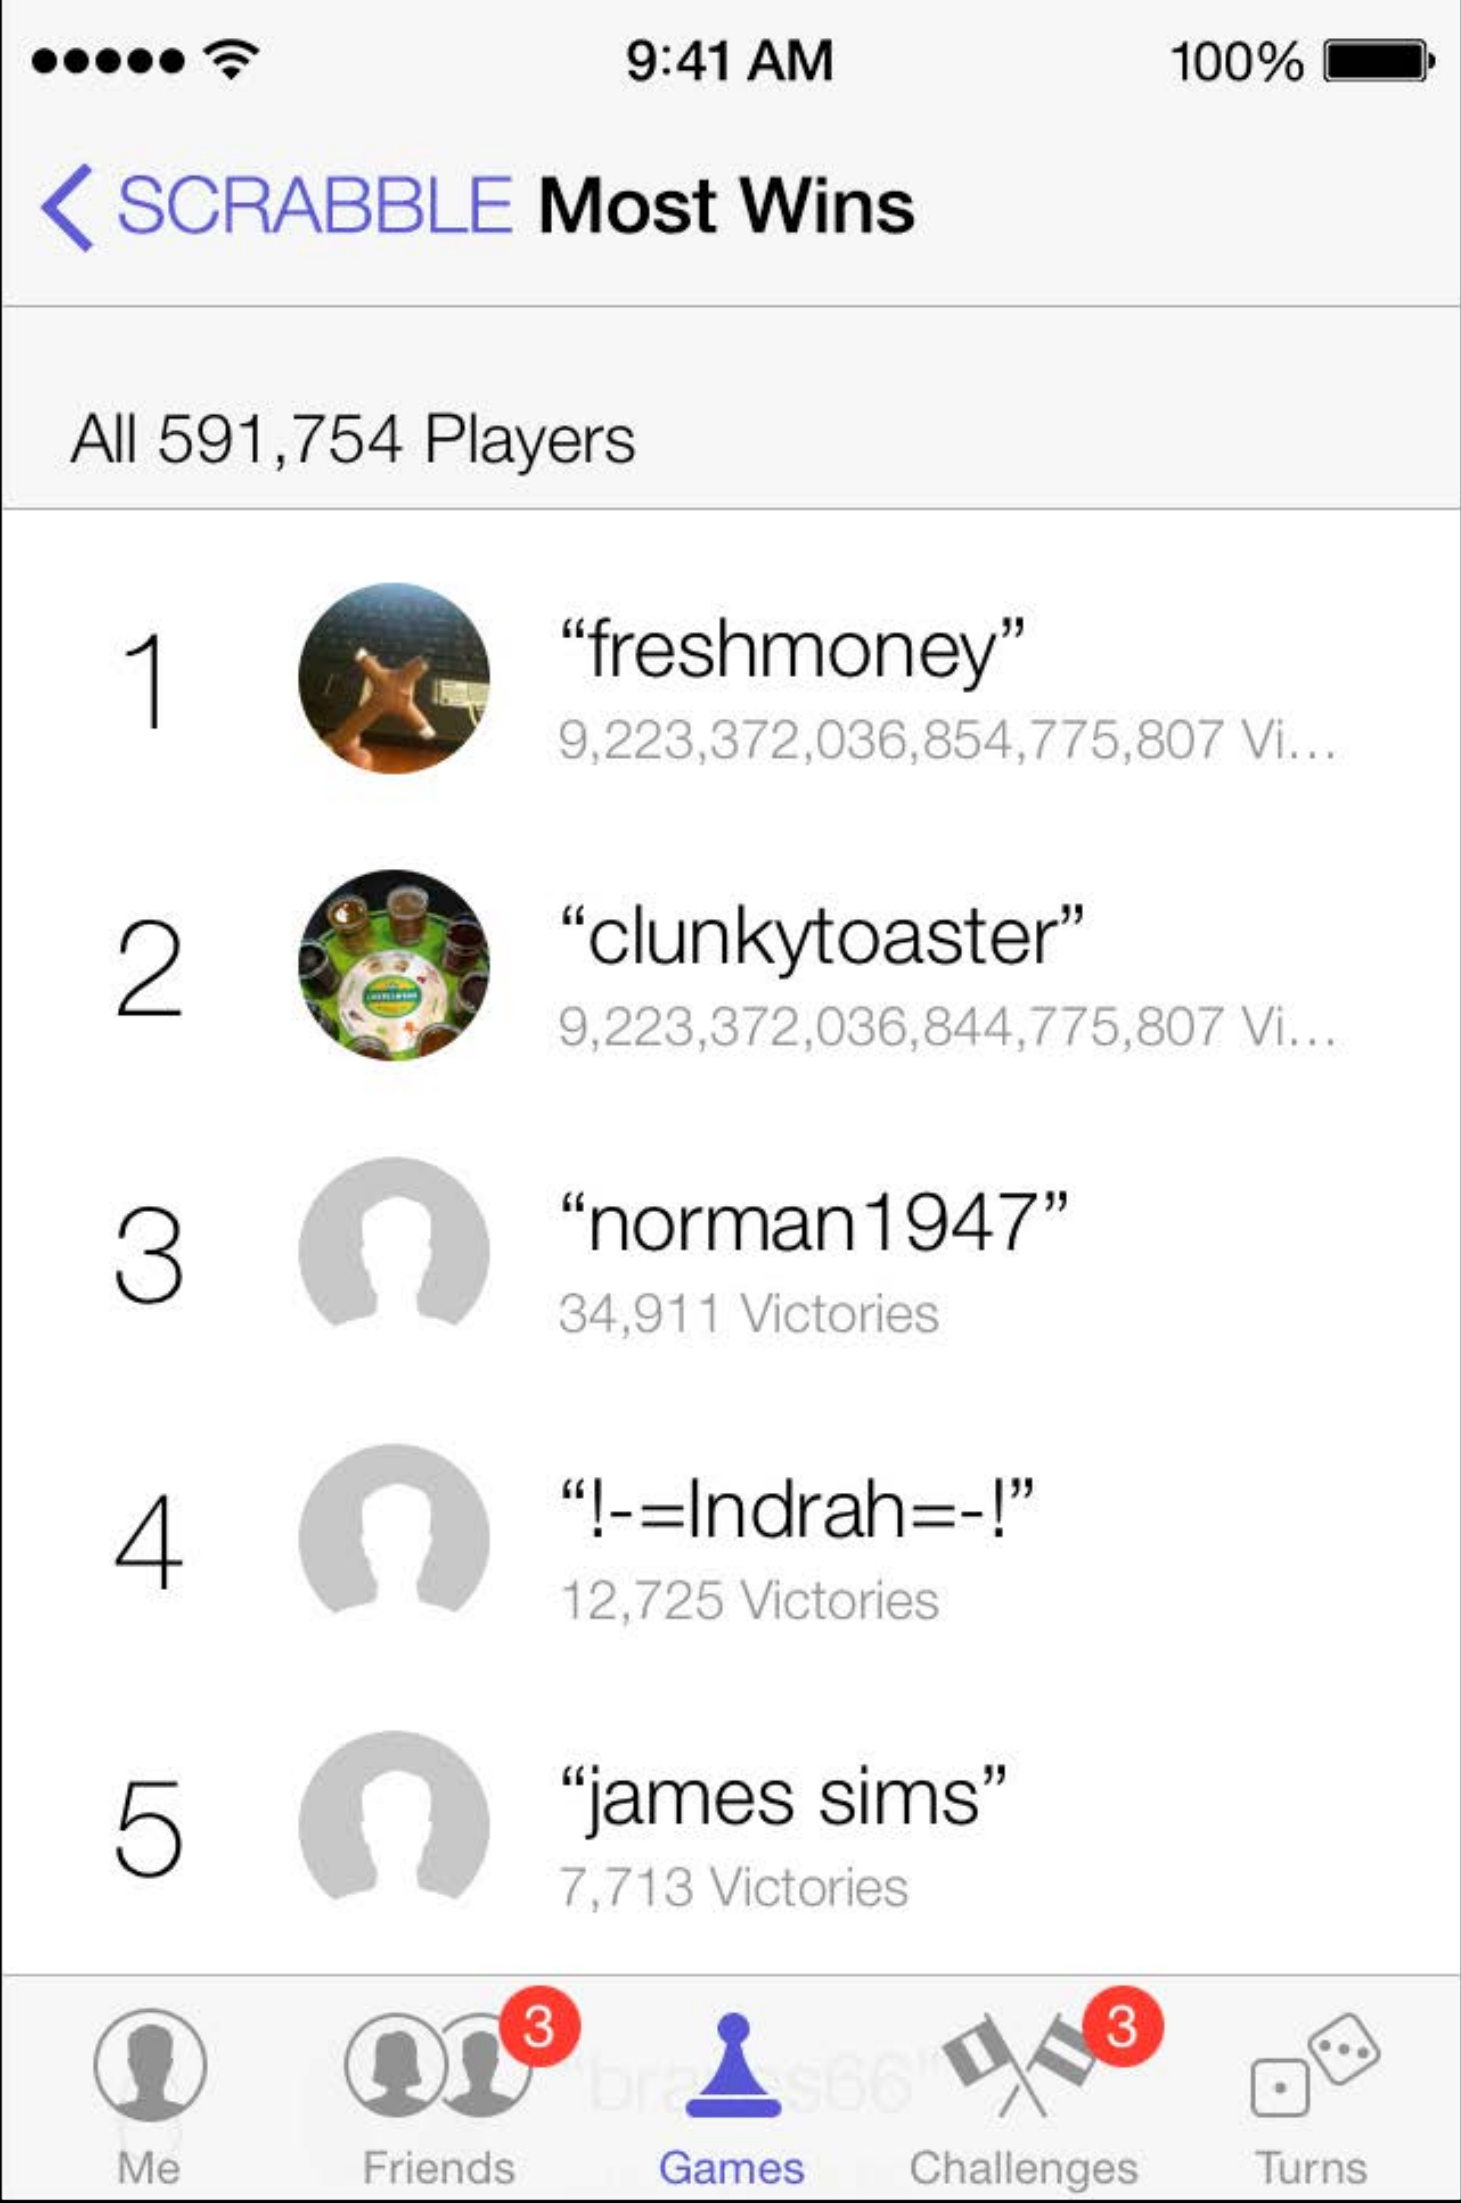 9:41 AM
100%
SCRABBLE Most Wins
All 591,754 Players
1
“freshmoney”
9,223,372,036,854,775,807 Vi...
2
“clunkytoaster”
9,223,372,036,844,775,807 Vi...
3
“norman1947”
34,911 Victories
4
“!-=Indrah=-!”
12,725 Victories
5
“james sims”
7,713 Victories
3
3
Me
Friends
Games
Challenges
Turns